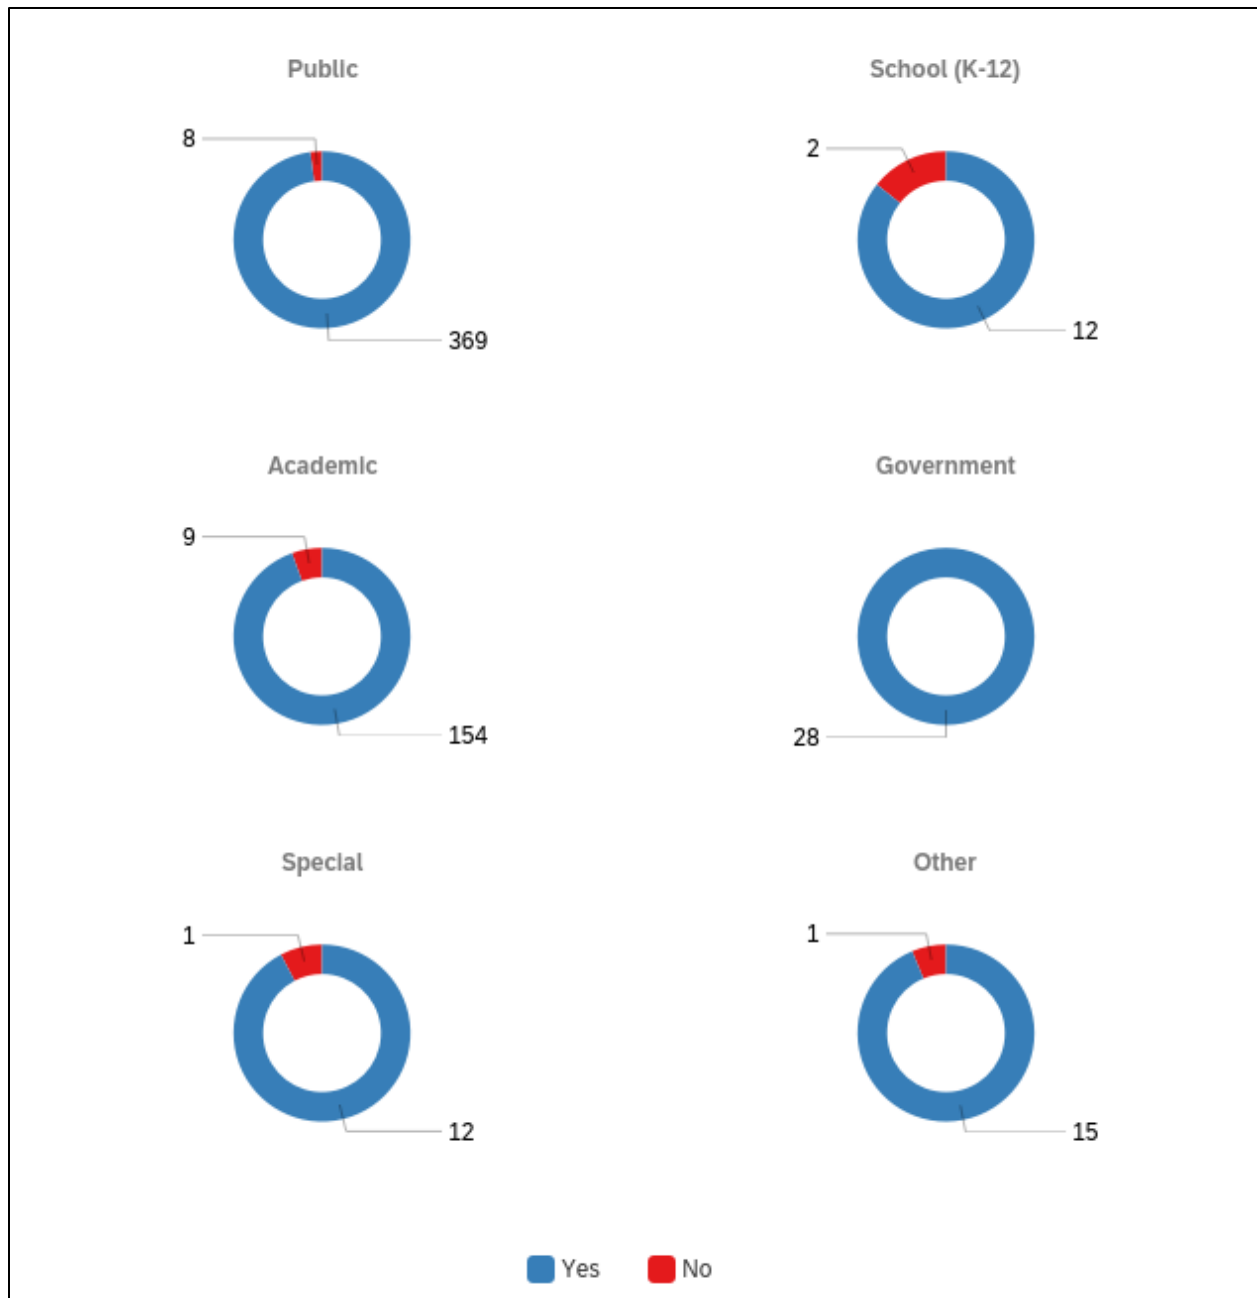 Public
School (K-12)
8
2
369
12
Academic
Government
9
154
28
Special
Other
1
1
12
15
Yes
No